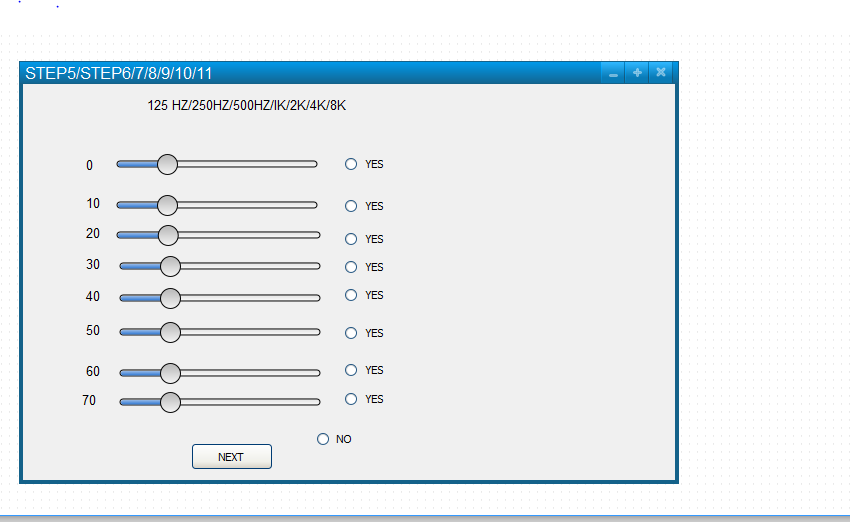 STEP5/STEP6/7/8/9/10/11
125 HZ/250HZ/500HZ/IK/2K/4K/8K
0 YES
10 YES
20 YES
30 YES
40 YES
50 YES
60 YES
70 YES
NO
NEXT